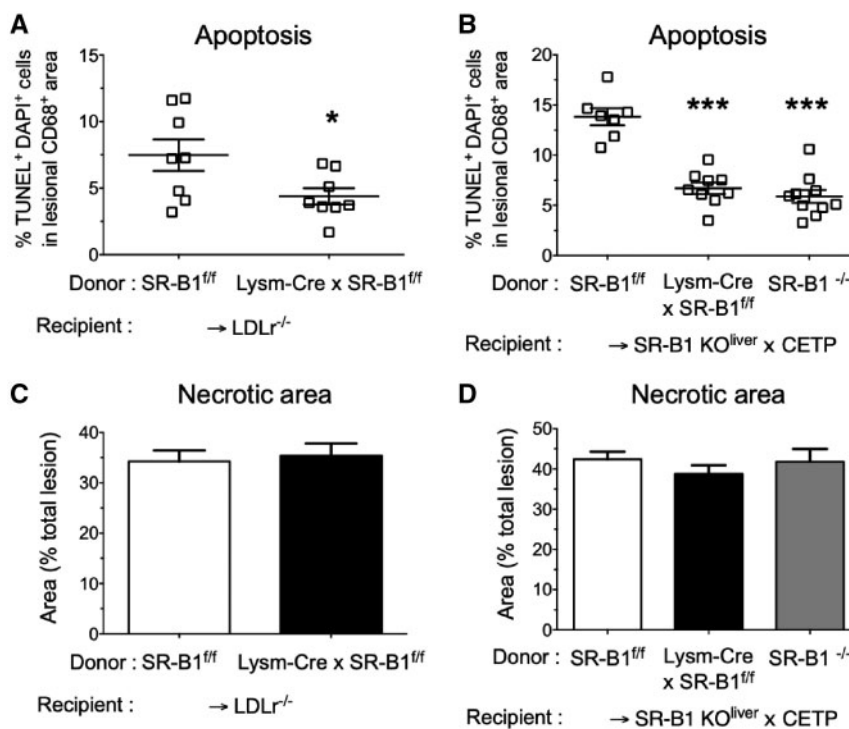 A
Apoptosis
% TUNEL⁺ DAPI⁺ cells
in lesional CD68⁺ area
15
10
5
0
*
Donor : SR-B1f/f Lysm-Cre x SR-B1f/f
Recipient : → LDLr-/-
B
Apoptosis
% TUNEL⁺ DAPI⁺ cells
in lesional CD68⁺ area
20
15
10
5
0
*** ***
Donor : SR-B1f/f Lysm-Cre SR-B1 -/-
x SR-B1f/f
Recipient : → SR-B1 KOliver x CETP
C
Necrotic area
Area (% total lesion)
40
30
20
10
0
Donor : SR-B1f/f Lysm-Cre x SR-B1f/f
Recipient : → LDLr-/-
D
Necrotic area
Area (% total lesion)
50
40
30
20
10
0
Donor : SR-B1f/f Lysm-Cre SR-B1 -/-
x SR-B1f/f
Recipient : → SR-B1 KOliver x CETP